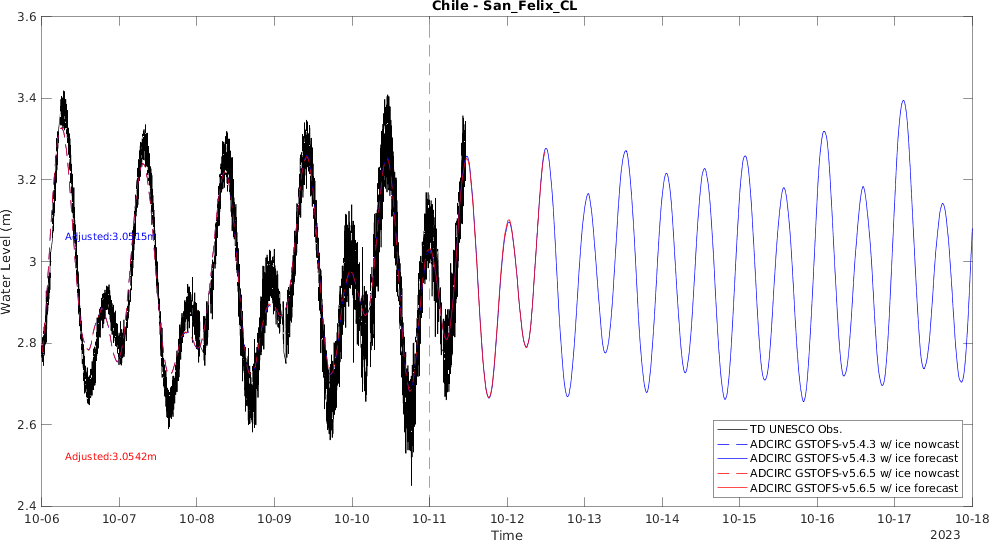 Chile - San_Felix_CL
3.6
3.4
3.2
3
2.8
2.6
2.4
Water Level (m)
Adjusted:3.0515m
Adjusted:3.0542m
TD UNESCO Obs.
ADCIRC GSTOFS-v5.4.3 w/ ice nowcast
ADCIRC GSTOFS-v5.4.3 w/ ice forecast
ADCIRC GSTOFS-v5.6.5 w/ ice nowcast
ADCIRC GSTOFS-v5.6.5 w/ ice forecast
10-06 10-07 10-08 10-09 10-10 10-11 10-12 10-13 10-14 10-15 10-16 10-17 10-18
Time
2023